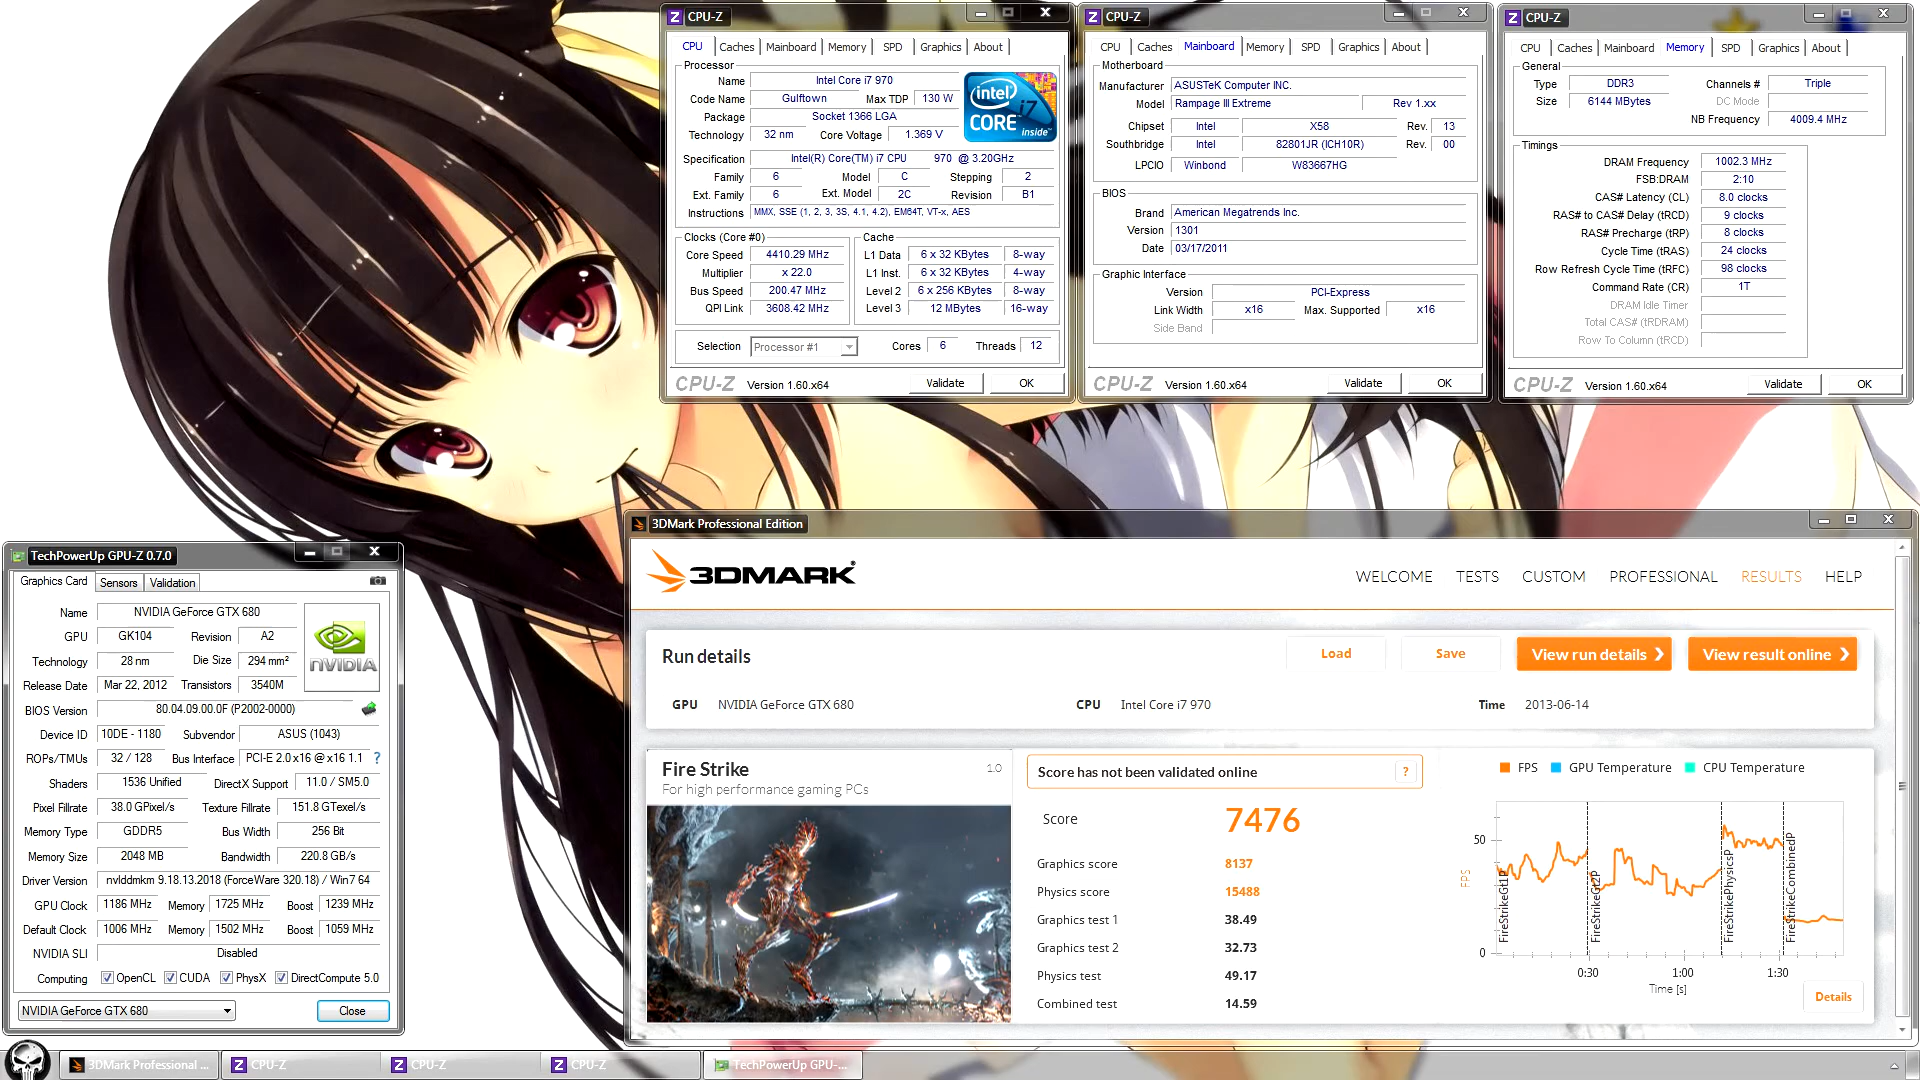 CPU-Z
CPU Caches Mainboard Memory SPD Graphics About
Processor
Name Intel Core i7 970
Code Name Gulftown Max TDP 130 W
Package Socket 1366 LGA
Technology 32 nm Core Voltage 1.369 V
intel CORE i7 inside™
Specification Intel(R) Core(TM) i7 CPU 970 @ 3.20GHz
Family 6 Model C Stepping 2
Ext. Family 6 Ext. Model 2C Revision B1
Instructions MMX, SSE (1, 2, 3, 3S, 4.1, 4.2), EM64T, VT-x, AES
Clocks (Core #0)
Core Speed 4410.29 MHz
Multiplier x 22.0
Bus Speed 200.47 MHz
QPI Link 3608.42 MHz
Cache
L1 Data 6 x 32 KBytes 8-way
L1 Inst. 6 x 32 KBytes 4-way
Level 2 6 x 256 KBytes 8-way
Level 3 12 MBytes 16-way
Selection Processor #1 Cores 6 Threads 12
CPU-Z Version 1.60.x64 Validate OK
CPU-Z
CPU Caches Mainboard Memory SPD Graphics About
Motherboard
Manufacturer ASUSTeK Computer INC.
Model Rampage III Extreme Rev 1.xx
Chipset Intel X58 Rev. 13
Southbridge Intel 82801JR (ICH10R) Rev. 00
LPCIO Winbond W83667HG
BIOS
Brand American Megatrends Inc.
Version 1301
Date 03/17/2011
Graphic Interface
Version PCI-Express
Link Width x16 Max. Supported x16
Side Band
CPU-Z Version 1.60.x64 Validate OK
CPU-Z
CPU Caches Mainboard Memory SPD Graphics About
General
Type DDR3 Channels # Triple
Size 6144 MBytes DC Mode
NB Frequency 4009.4 MHz
Timings
DRAM Frequency 1002.3 MHz
FSB:DRAM 2:10
CAS# Latency (CL) 8.0 clocks
RAS# to CAS# Delay (tRCD) 9 clocks
RAS# Precharge (tRP) 8 clocks
Cycle Time (tRAS) 24 clocks
Row Refresh Cycle Time (tRFC) 98 clocks
Command Rate (CR) 1T
DRAM Idle Timer
Total CAS# (tRDRAM)
Row To Column (tRCD)
CPU-Z Version 1.60.x64 Validate OK
TechPowerUp GPU-Z 0.7.0
Graphics Card Sensors Validation
Name NVIDIA GeForce GTX 680
GPU GK104 Revision A2
Technology 28 nm Die Size 294 mm²
NVIDIA
Release Date Mar 22, 2012 Transistors 3540M
BIOS Version 80.04.09.00.0F (P2002-0000)
Device ID 10DE - 1180 Subvendor ASUS (1043)
ROPs/TMUs 32 / 128 Bus Interface PCI-E 2.0 x16 @ x16 1.1 ?
Shaders 1536 Unified DirectX Support 11.0 / SM5.0
Pixel Fillrate 38.0 GPixel/s Texture Fillrate 151.8 GTexel/s
Memory Type GDDR5 Bus Width 256 Bit
Memory Size 2048 MB Bandwidth 220.8 GB/s
Driver Version nvlddmkm 9.18.13.2018 (ForceWare 320.18) / Win7 64
GPU Clock 1186 MHz Memory 1725 MHz Boost 1239 MHz
Default Clock 1006 MHz Memory 1502 MHz Boost 1059 MHz
NVIDIA SLI Disabled
Computing OpenCL CUDA PhysX DirectCompute 5.0
NVIDIA GeForce GTX 680 Close
3DMark Professional Edition
3DMARK®
WELCOME TESTS CUSTOM PROFESSIONAL RESULTS HELP
Run details Load Save View run details View result online
GPU NVIDIA GeForce GTX 680 CPU Intel Core i7 970 Time 2013-06-14
Fire Strike 1.0
For high performance gaming PCs
Score has not been validated online ?
Score 7476
Graphics score 8137
Physics score 15488
Graphics test 1 38.49
Graphics test 2 32.73
Physics test 49.17
Combined test 14.59
FPS GPU Temperature CPU Temperature
50
0
FPS
FireStrikeGt1P
FireStrikeGt2P
FireStrikePhysicsP
FireStrikeCombinedP
0:30 1:00 1:30
Time [s]
Details
3DMark Professional ... CPU-Z CPU-Z CPU-Z TechPowerUp GPU-...